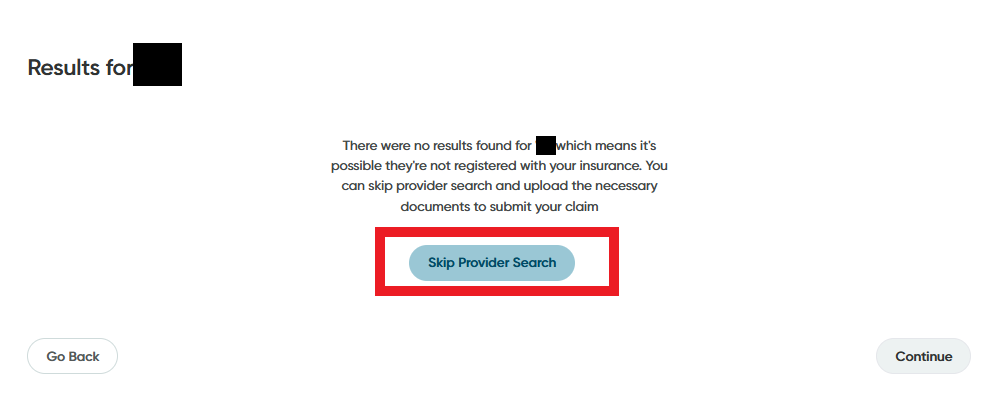 Results for
There were no results found for which means it's
possible they're not registered with your insurance. You
can skip provider search and upload the necessary
documents to submit your claim
Skip Provider Search
Go Back
Continue